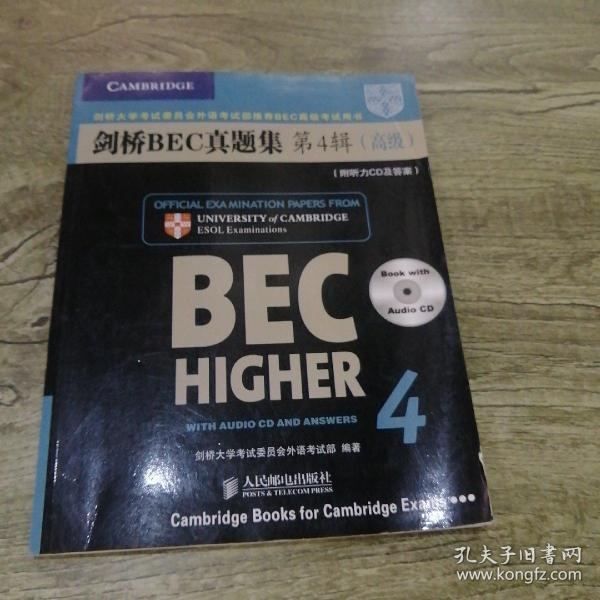 CAMBRIDGE
剑桥大学考试委员会外语考试部推荐BEC高级考试用书
剑桥BEC真题集 第4辑（高级）
（附听力CD及答案）
OFFICIAL EXAMINATION PAPERS FROM
UNIVERSITY of CAMBRIDGE
ESOL Examinations
Book with
Audio CD
BEC
HIGHER
4
WITH AUDIO CD AND ANSWERS
剑桥大学考试委员会外语考试部 编著
人民邮电出版社
POSTS & TELECOM PRESS
Cambridge Books for Cambridge Exams
孔夫子旧书网
www.kongfz.com